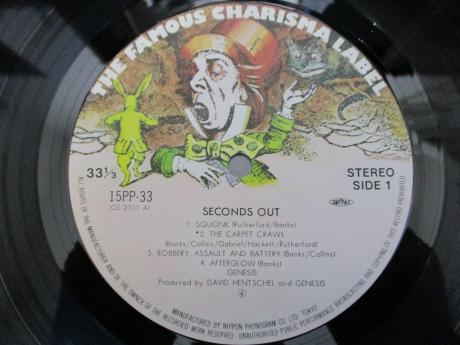 THE FAMOUS CHARISMA LABEL
33 1/3
STEREO
SIDE 1
15PP-33
(GE 2001 A)
SECONDS OUT
1. SQUONK (Rutherford/Banks)
*2. THE CARPET CRAWL
(Banks/Collins/Gabriel/Hackett/Rutherford)
3. ROBBERY, ASSAULT AND BATTERY (Banks/Collins)
4. AFTERGLOW (Banks)
GENESIS
Produced by DAVID HENTSCHEL and GENESIS
4
ALL RIGHTS OF THE MANUFACTURER AND OF THE OWNER OF THE RECORDED WORK RESERVED · UNAUTHORISED PUBLIC PERFORMANCE BROADCASTING AND COPYING OF THIS RECORD PROHIBITED
MANUFACTURED BY NIPPON PHONOGRAM CO. LTD. TOKYO